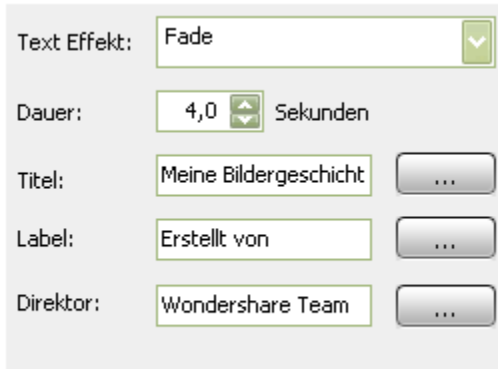 Text Effekt: Fade
Dauer: 4,0 Sekunden
Titel: Meine Bildergeschicht ...
Label: Erstellt von ...
Direktor: Wondershare Team ...